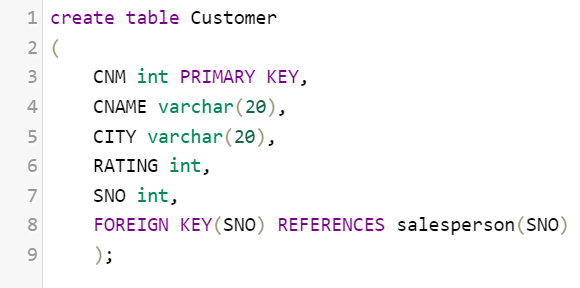 1 create table Customer
2 (
3 CNM int PRIMARY KEY,
4 CNAME varchar(20),
5 CITY varchar(20),
6 RATING int,
7 SNO int,
8 FOREIGN KEY(SNO) REFERENCES salesperson(SNO)
9 );